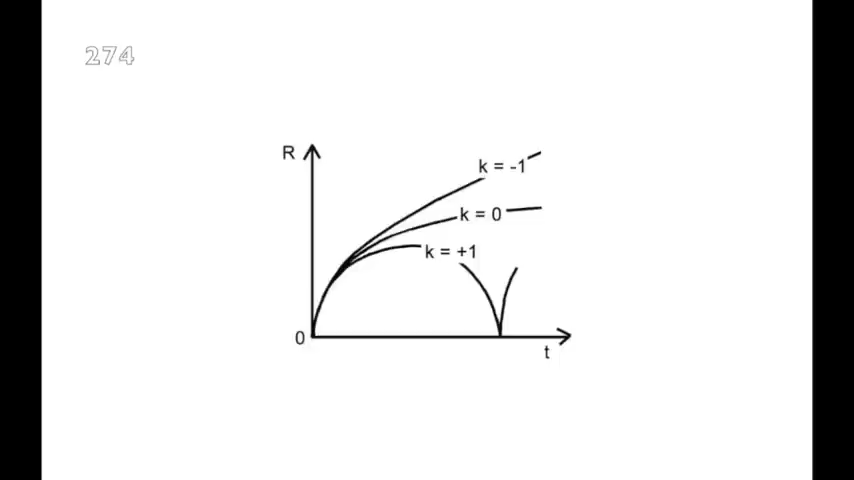 274
R
k = -1
k = 0
k = +1
0
t